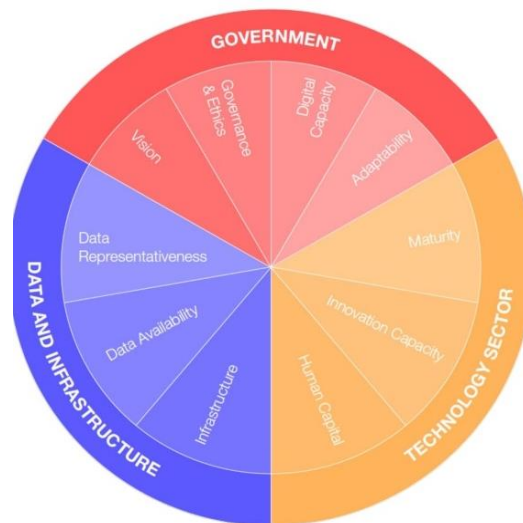 GOVERNMENT
Vision
Governance
& Ethics
Digital
Capacity
Adaptability
Maturity
Innovation Capacity
Human Capital
TECHNOLOGY SECTOR
Infrastructure
Data Availability
Data
Representativeness
DATA AND INFRASTRUCTURE